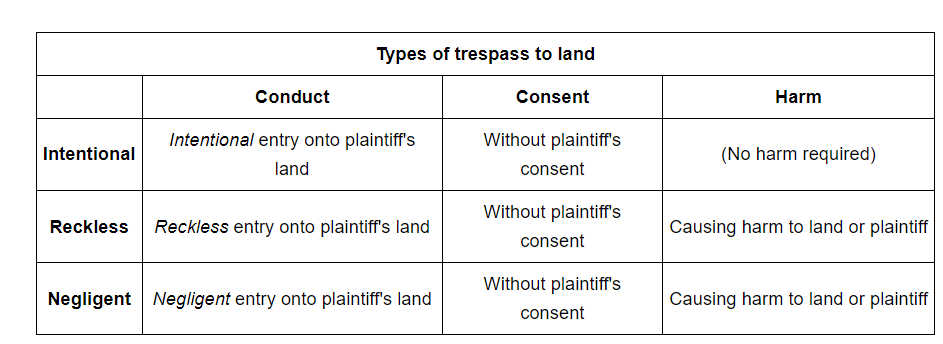 Types of trespass to land
Conduct
Consent
Harm
Intentional
Intentional entry onto plaintiff's
land
Without plaintiff's
consent
(No harm required)
Reckless
Reckless entry onto plaintiff's land
Without plaintiff's
consent
Causing harm to land or plaintiff
Negligent
Negligent entry onto plaintiff's land
Without plaintiff's
consent
Causing harm to land or plaintiff